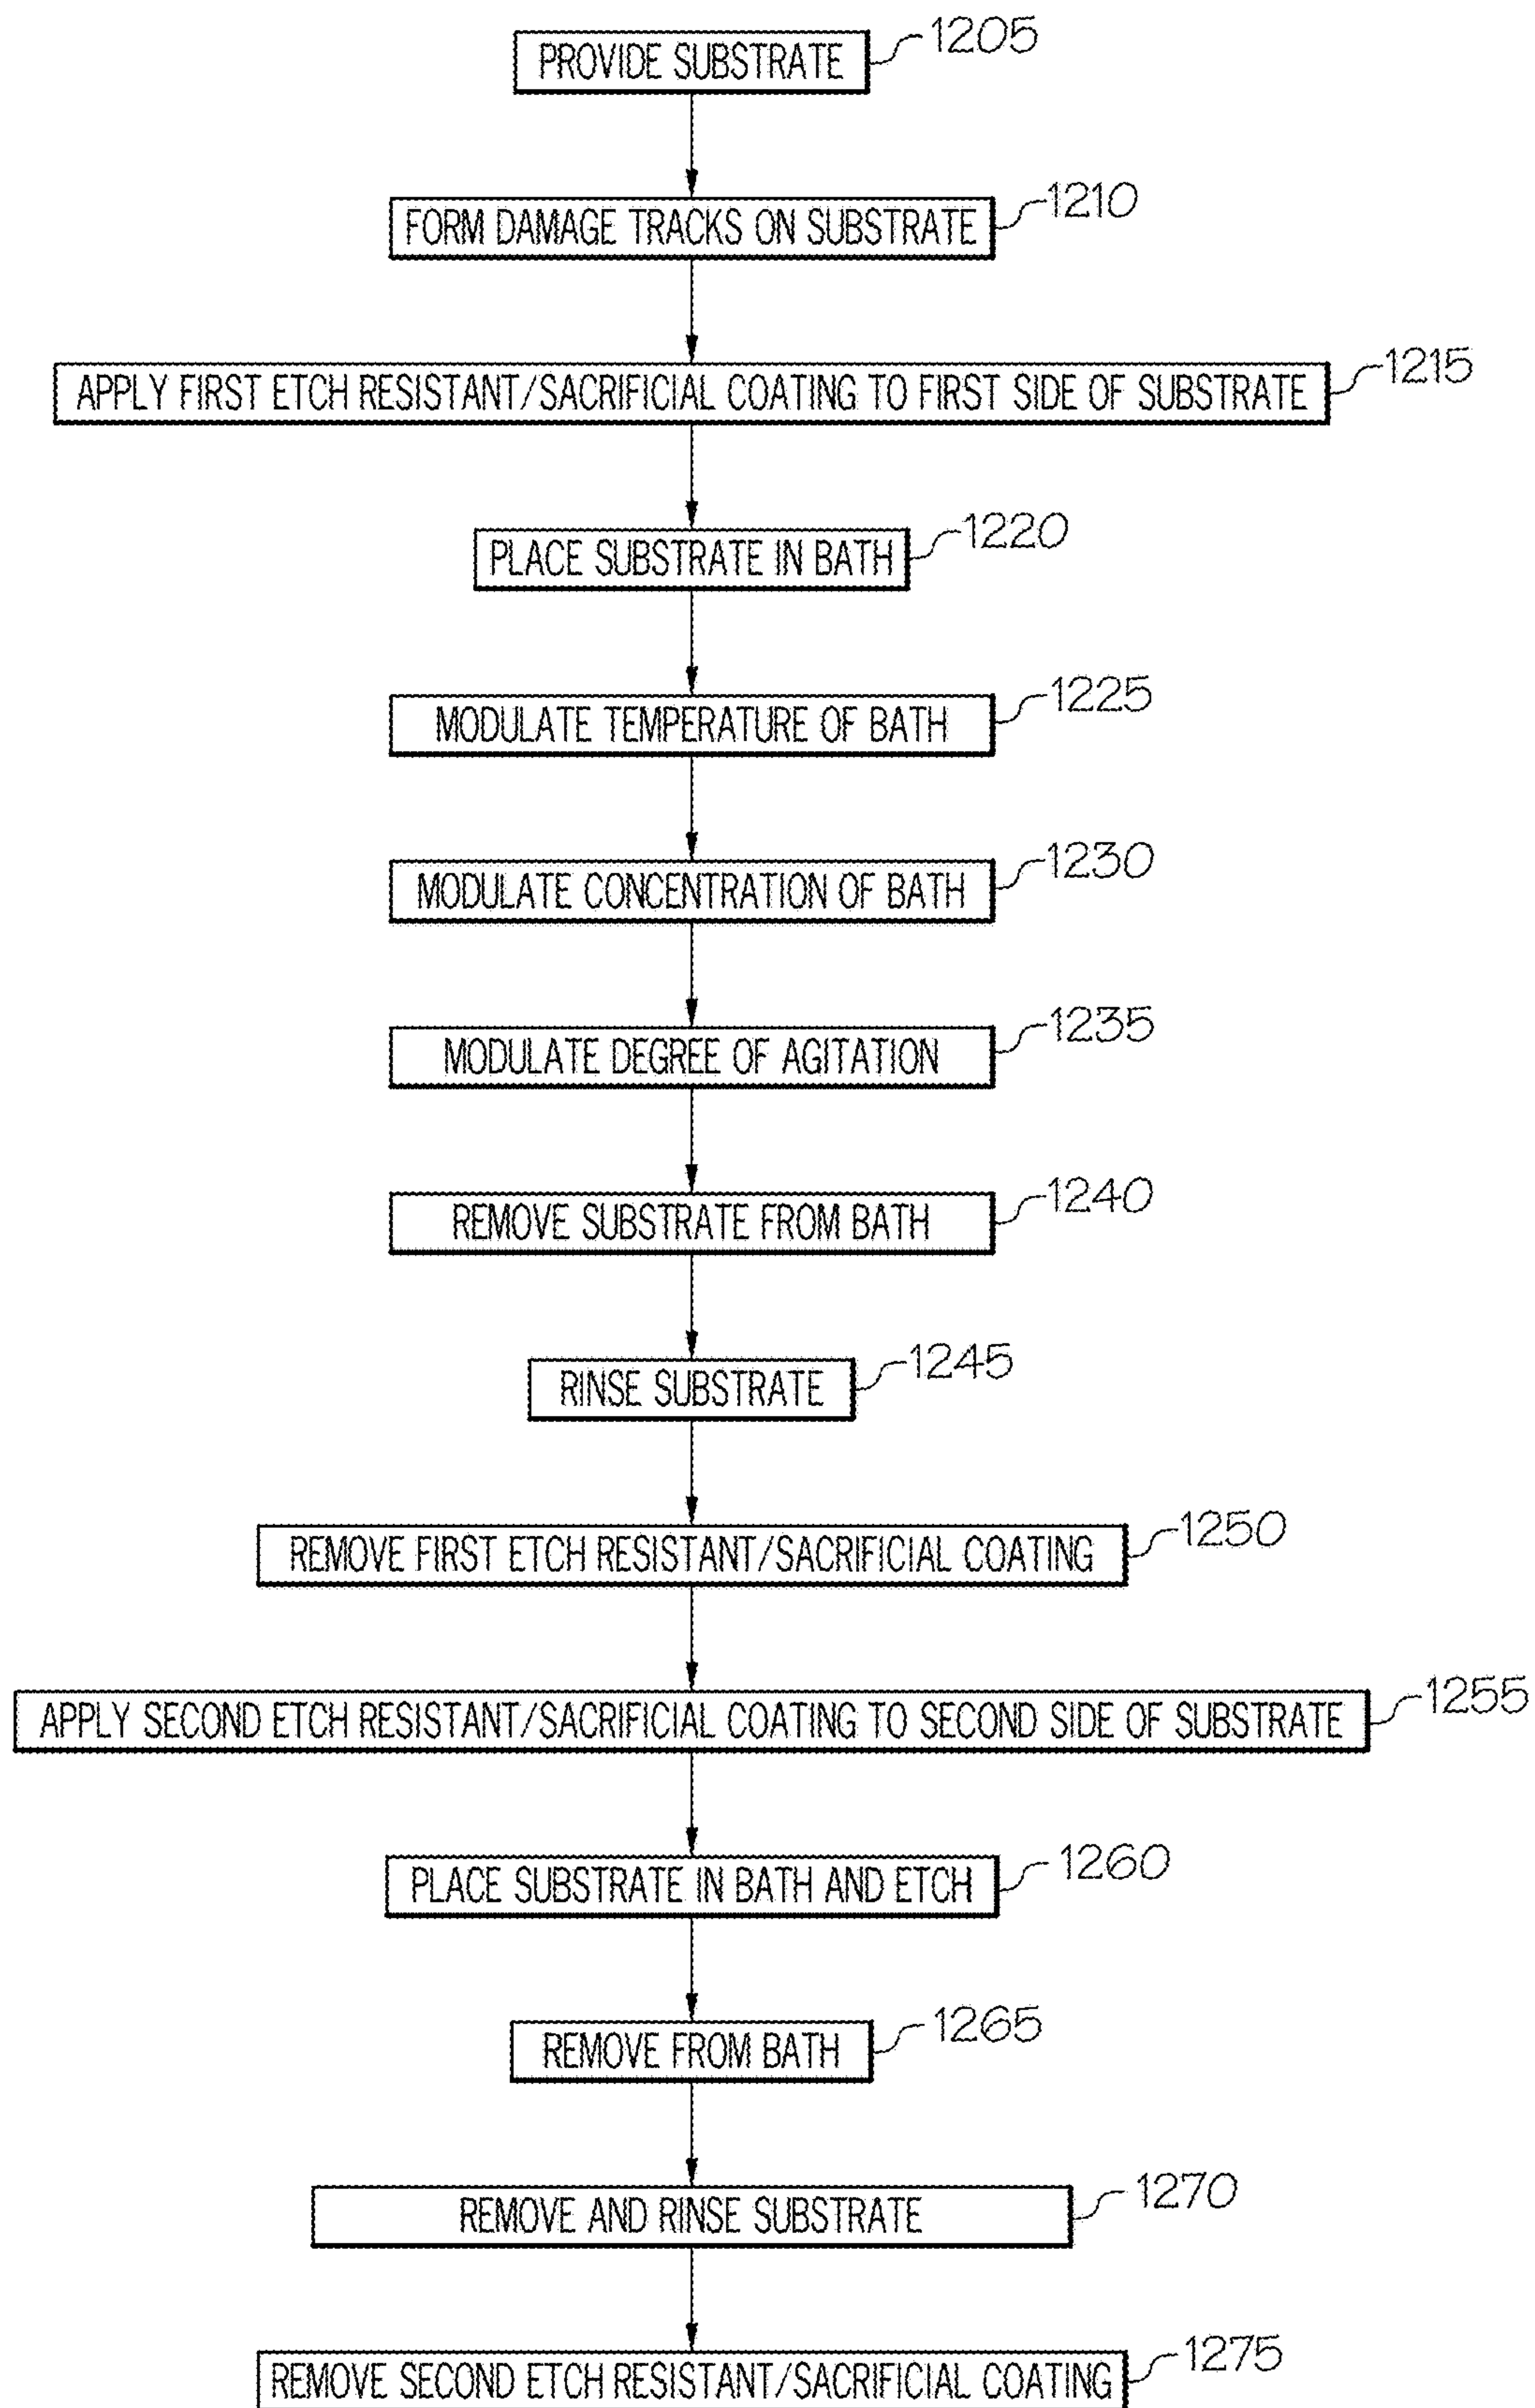 PROVIDE SUBSTRATE 1205
FORM DAMAGE TRACKS ON SUBSTRATE 1210
APPLY FIRST ETCH RESISTANT/SACRIFICIAL COATING TO FIRST SIDE OF SUBSTRATE 1215
PLACE SUBSTRATE IN BATH 1220
MODULATE TEMPERATURE OF BATH 1225
MODULATE CONCENTRATION OF BATH 1230
MODULATE DEGREE OF AGITATION 1235
REMOVE SUBSTRATE FROM BATH 1240
RINSE SUBSTRATE 1245
REMOVE FIRST ETCH RESISTANT/SACRIFICIAL COATING 1250
APPLY SECOND ETCH RESISTANT/SACRIFICIAL COATING TO SECOND SIDE OF SUBSTRATE 1255
PLACE SUBSTRATE IN BATH AND ETCH 1260
REMOVE FROM BATH 1265
REMOVE AND RINSE SUBSTRATE 1270
REMOVE SECOND ETCH RESISTANT/SACRIFICIAL COATING 1275